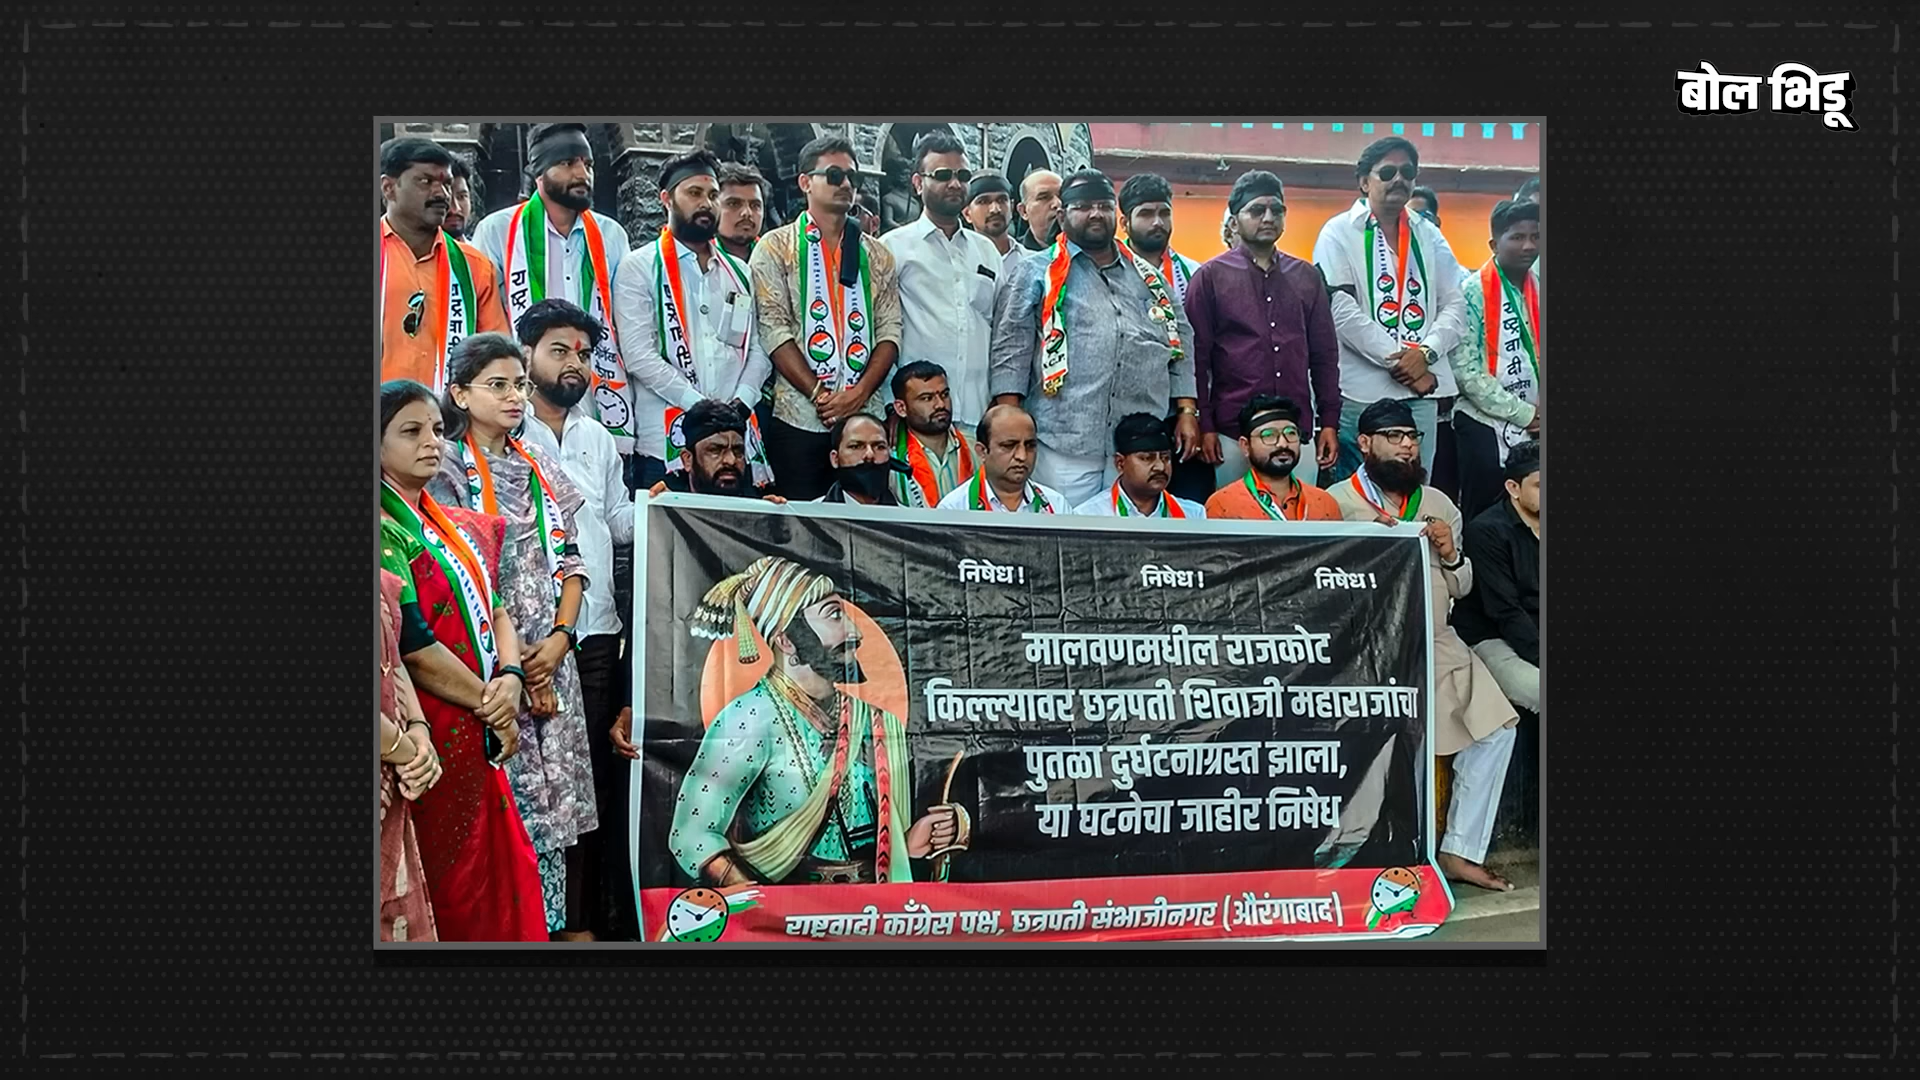 बोल भिडू
निषेध! निषेध! निषेध!
मालवणमधील राजकोट
किल्ल्यावर छत्रपती शिवाजी महाराजांचा
पुतळा दुर्घटनाग्रस्त झाला,
या घटनेचा जाहीर निषेध
राष्ट्रवादी काँग्रेस पक्ष, छत्रपती संभाजीनगर (औरंगाबाद)